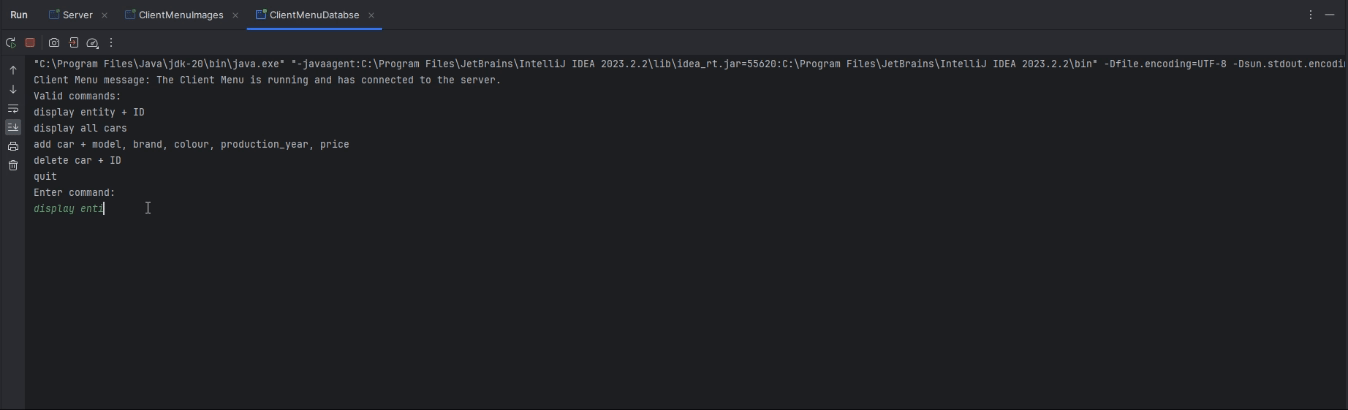 Run Server ClientMenuImages ClientMenuDatabse
"C:\Program Files\Java\jdk-20\bin\java.exe" "-javaagent:C:\Program Files\JetBrains\IntelliJ IDEA 2023.2.2\lib\idea_rt.jar=55620:C:\Program Files\JetBrains\IntelliJ IDEA 2023.2.2\bin" -Dfile.encoding=UTF-8 -Dsun.stdout.encodi
Client Menu message: The Client Menu is running and has connected to the server.
Valid commands:
display entity + ID
display all cars
add car + model, brand, colour, production_year, price
delete car + ID
quit
Enter command:
display enti